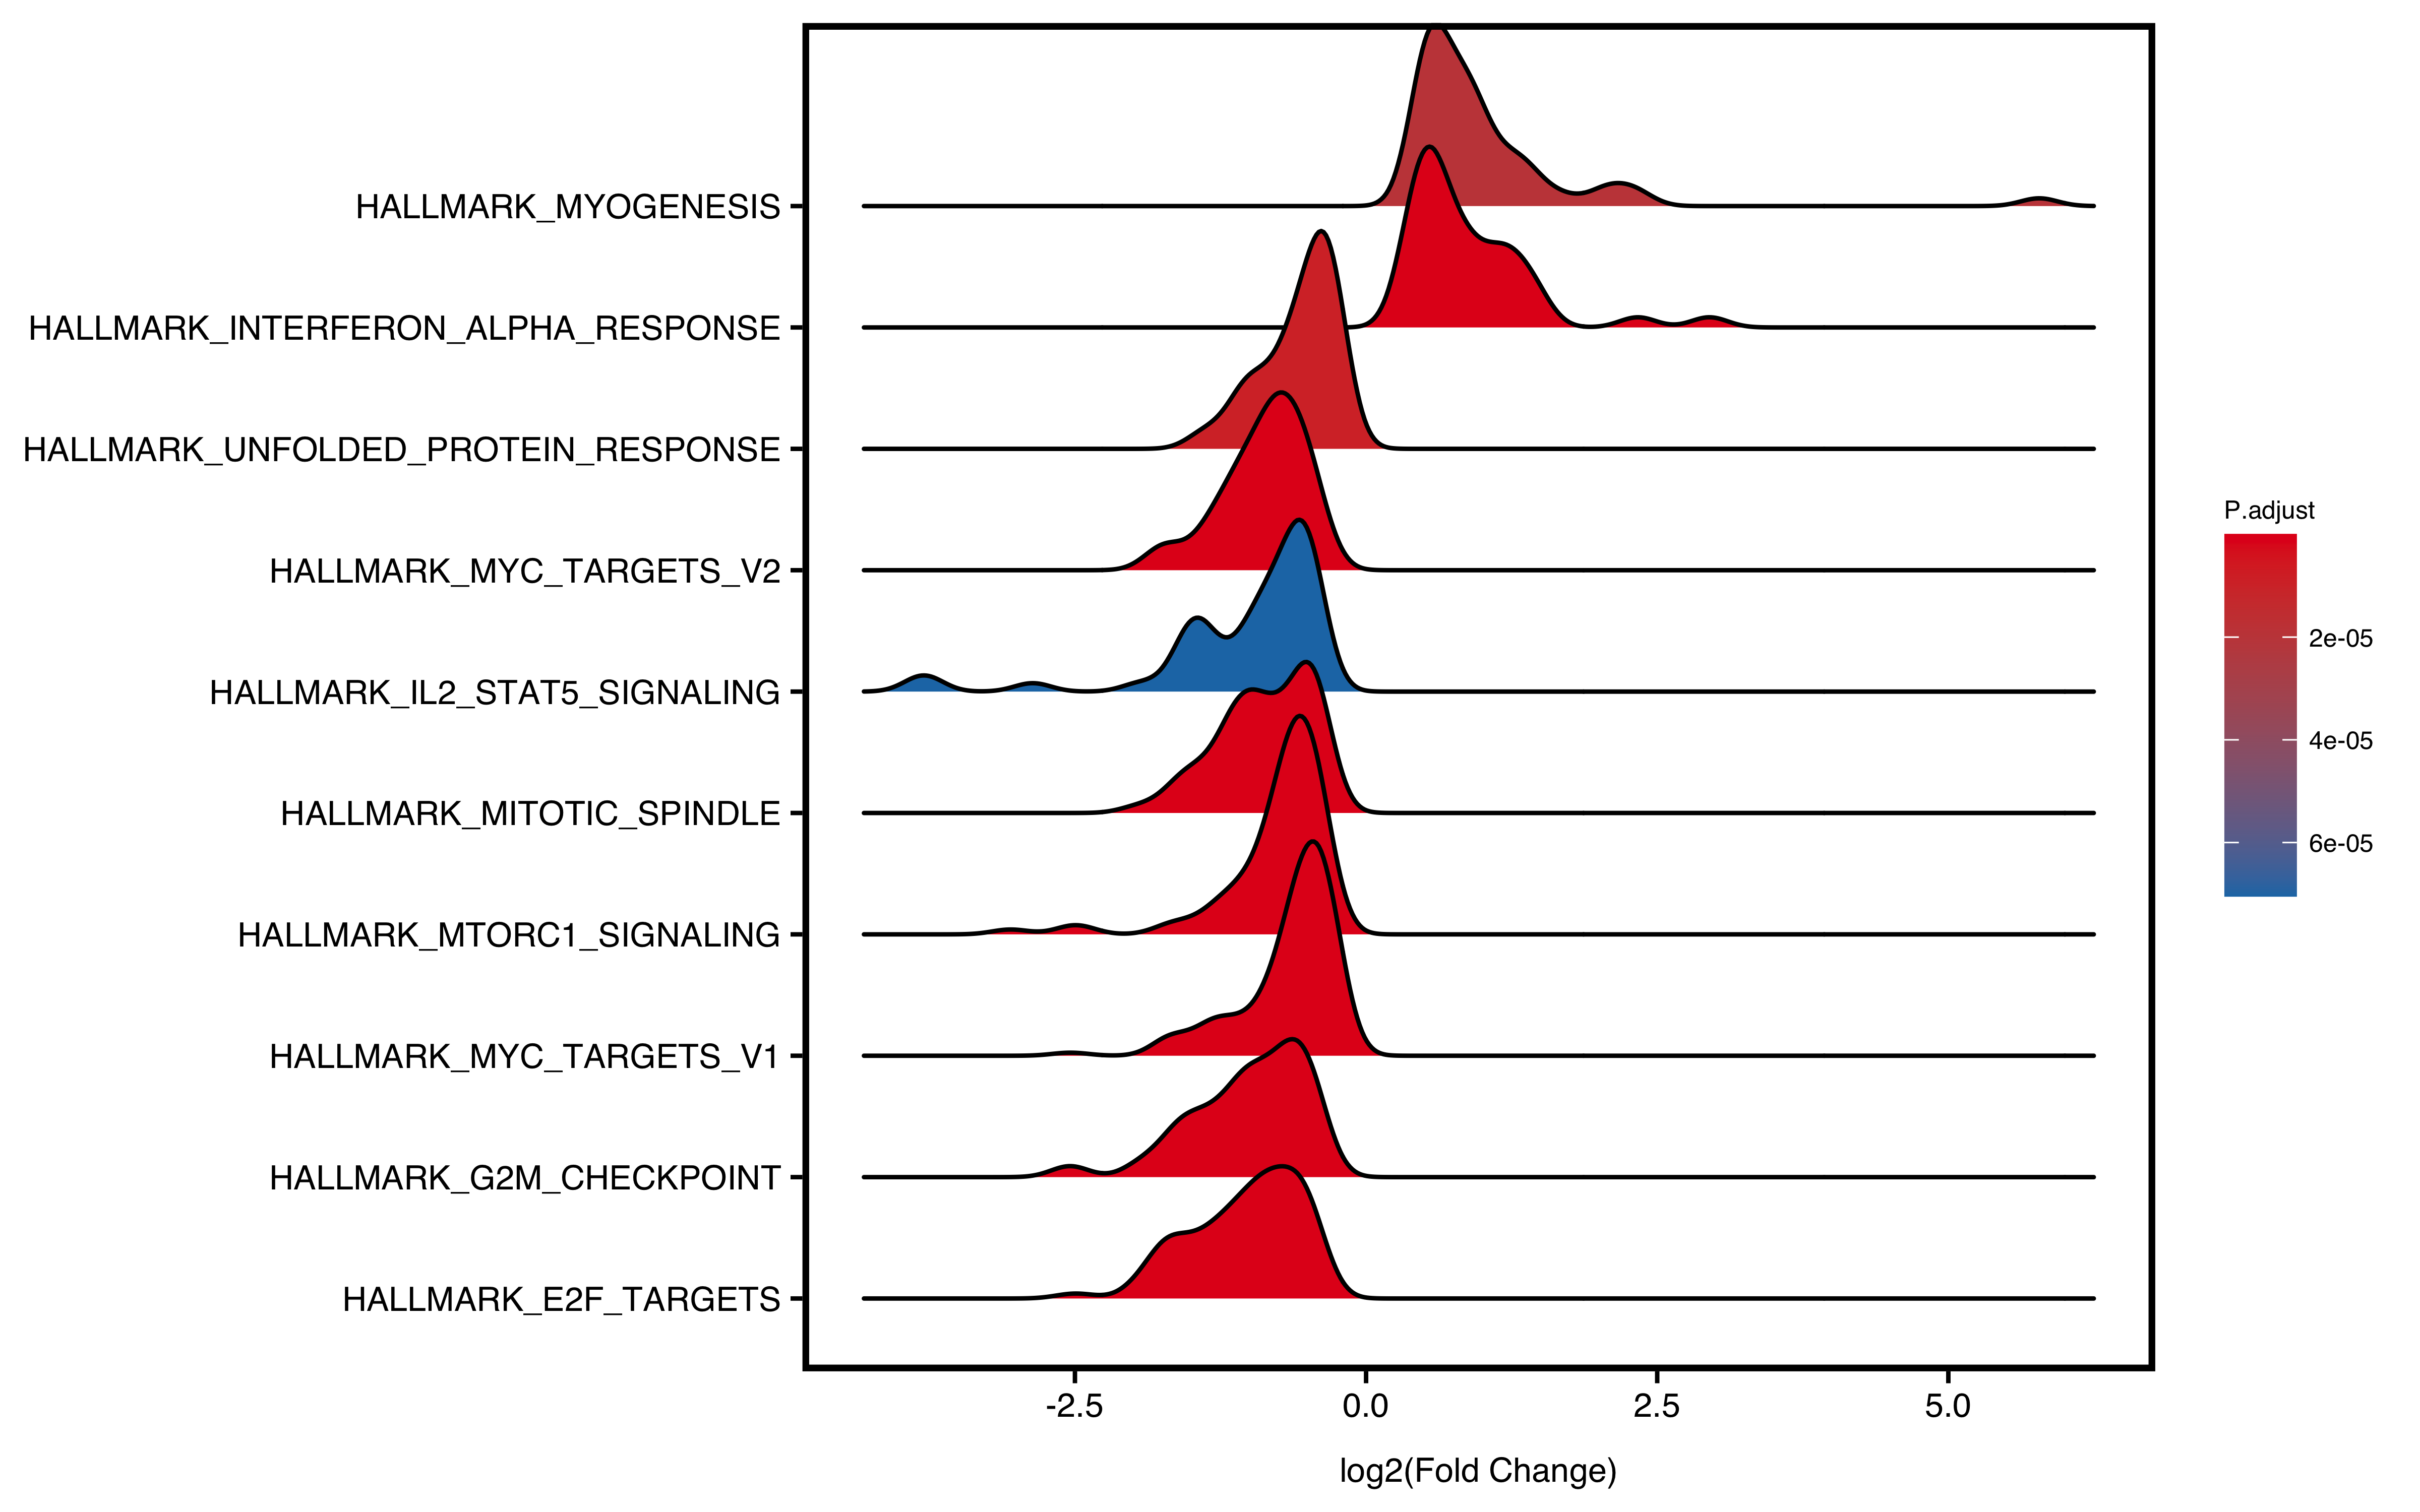 HALLMARK_MYOGENESIS
HALLMARK_INTERFERON_ALPHA_RESPONSE
HALLMARK_UNFOLDED_PROTEIN_RESPONSE
HALLMARK_MYC_TARGETS_V2
HALLMARK_IL2_STAT5_SIGNALING
HALLMARK_MITOTIC_SPINDLE
HALLMARK_MTORC1_SIGNALING
HALLMARK_MYC_TARGETS_V1
HALLMARK_G2M_CHECKPOINT
HALLMARK_E2F_TARGETS
-2.5 0.0 2.5 5.0
log2(Fold Change)
P.adjust
2e-05
4e-05
6e-05